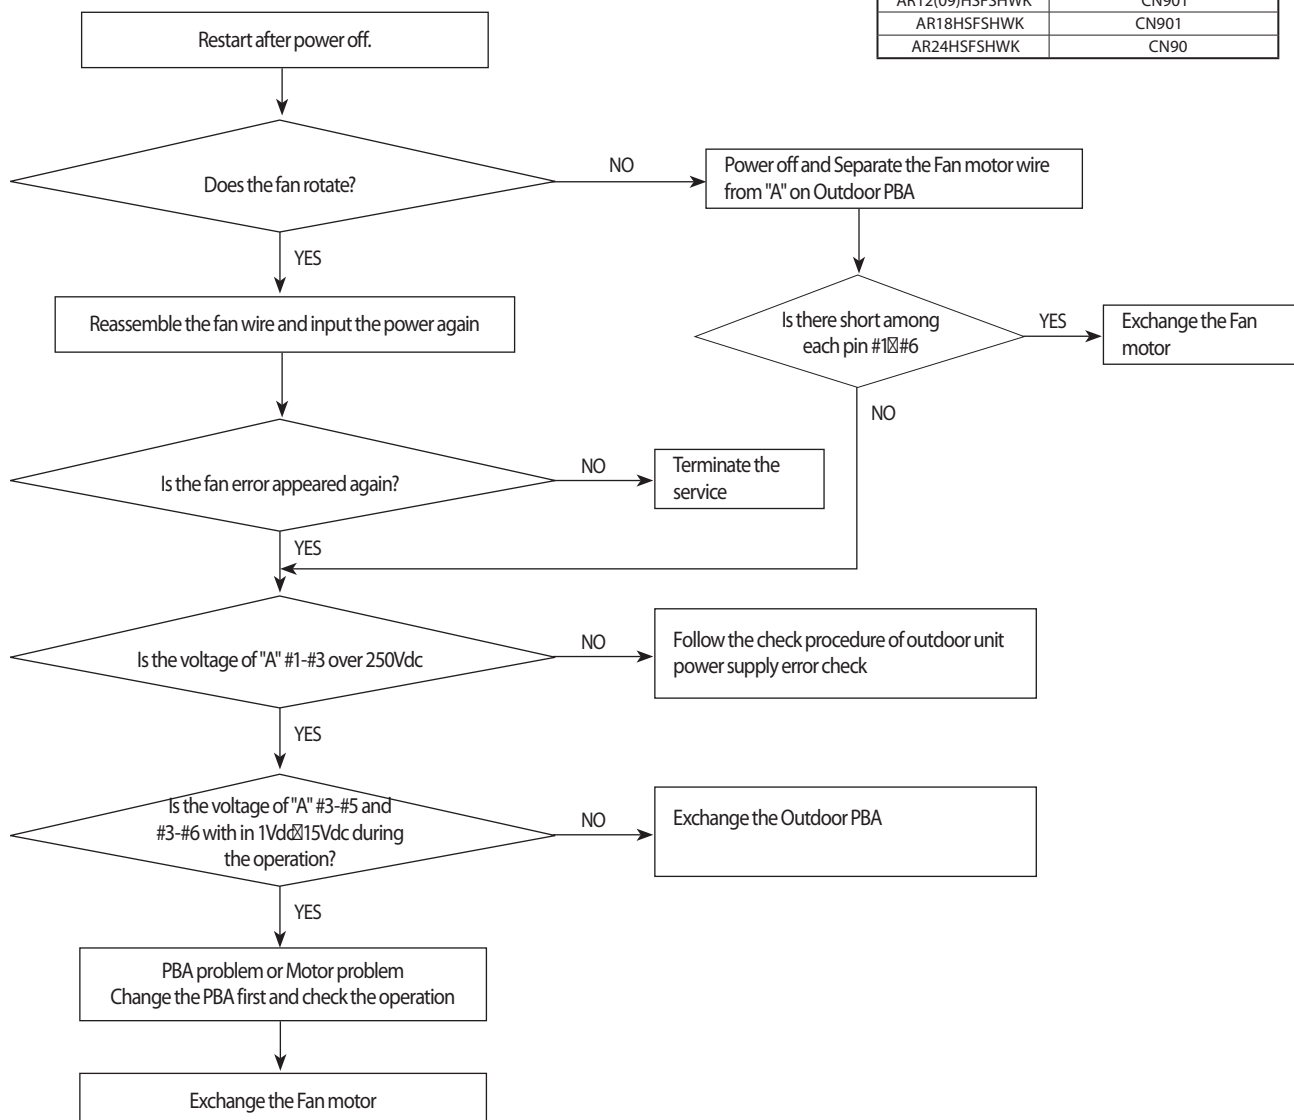 AR12(09)HSFSHWK CN901
AR18HSFSHWK CN901
AR24HSFSHWK CN90
Restart after power off.
Does the fan rotate?
NO
Power off and Separate the Fan motor wire
from "A" on Outdoor PBA
YES
Reassemble the fan wire and input the power again
Is there short among
each pin #1 #6
YES
Exchange the Fan
motor
NO
Is the fan error appeared again?
NO
Terminate the
service
YES
Is the voltage of "A" #1-#3 over 250Vdc
NO
Follow the check procedure of outdoor unit
power supply error check
YES
Is the voltage of "A" #3-#5 and
#3-#6 with in 1Vdc 15Vdc during
the operation?
NO
Exchange the Outdoor PBA
YES
PBA problem or Motor problem
Change the PBA first and check the operation
Exchange the Fan motor